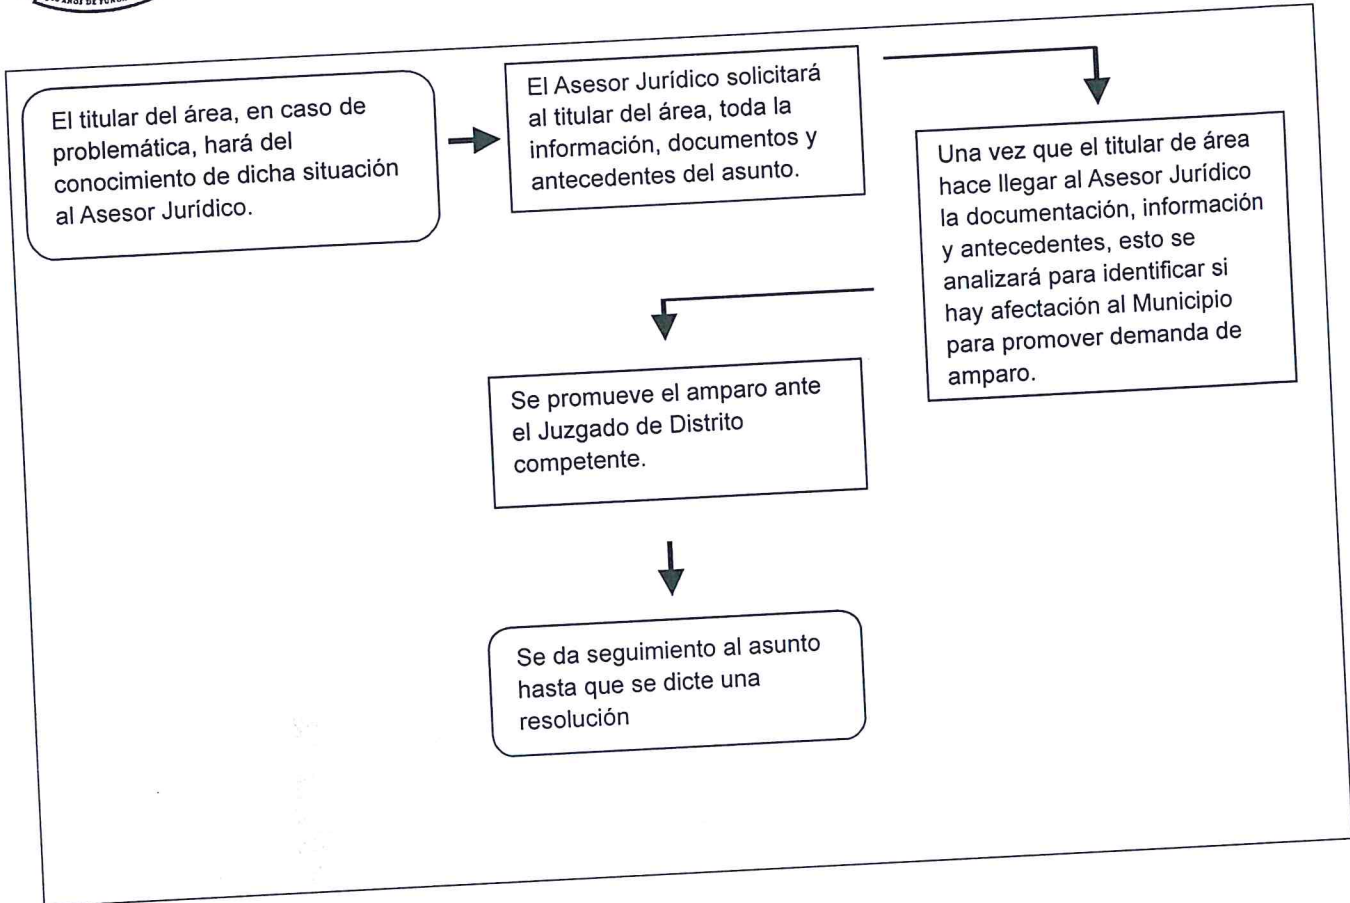 El titular del área, en caso de
problemática, hará del
conocimiento de dicha situación
al Asesor Jurídico.
El Asesor Jurídico solicitará
al titular del área, toda la
información, documentos y
antecedentes del asunto.
Una vez que el titular de área
hace llegar al Asesor Jurídico
la documentación, información
y antecedentes, esto se
analizará para identificar si
hay afectación al Municipio
para promover demanda de
amparo.
Se promueve el amparo ante
el Juzgado de Distrito
competente.
Se da seguimiento al asunto
hasta que se dicte una
resolución